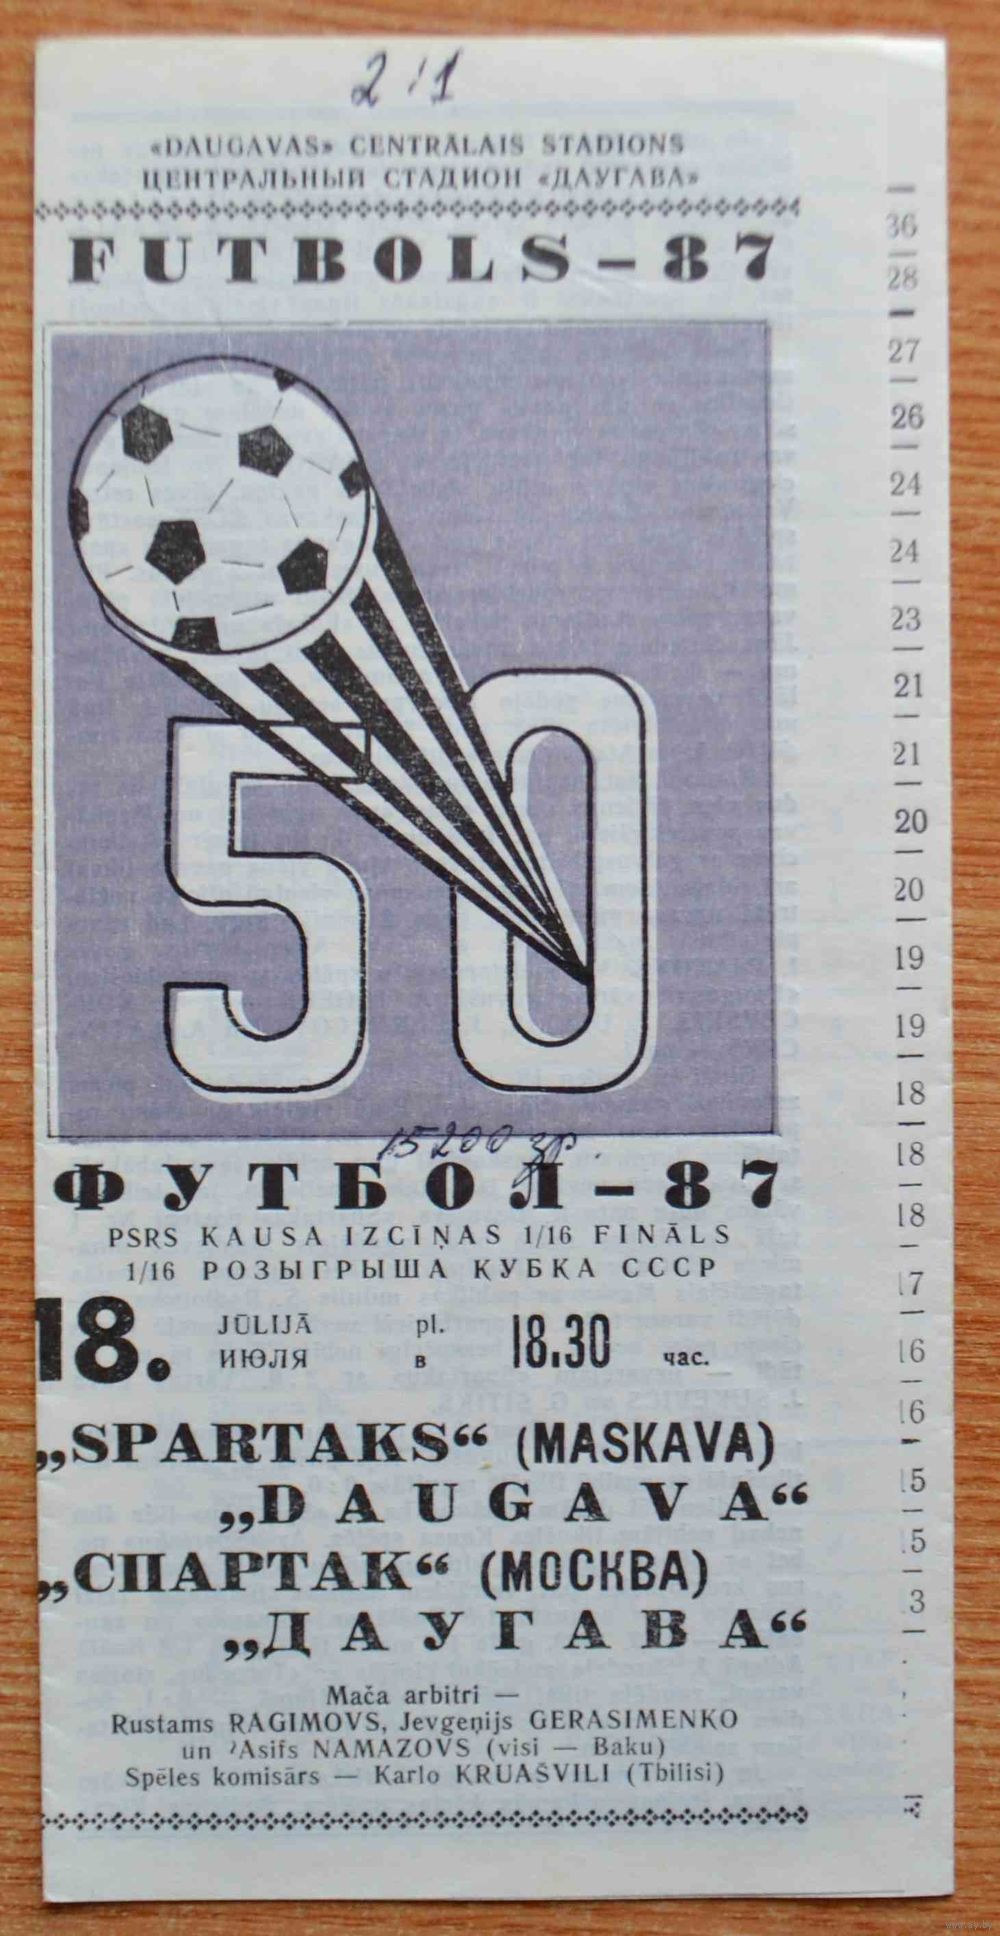 2:1
«DAUGAVAS» CENTRĀLAIS STADIONS
ЦЕНТРАЛЬНЫЙ СТАДИОН «ДАУГАВА»
FUTBOLS – 87
50
15200 зр.
ФУТБОЛ – 87
PSRS KAUSA IZCĪŅAS 1/16 FINĀLS
1/16 РОЗЫГРЫША КУБКА СССР
18. JŪLIJĀ pl. 18.30
ИЮЛЯ в час.
„SPARTAKS“ (MASKAVA)
„DAUGAVA“
„СПАРТАК“ (МОСКВА)
„ДАУГАВА“
Mača arbitri —
Rustams RAGIMOVS, Jevgeņijs GERASIMENKO
un Asifs NAMAZOVS (visi — Baku)
Spēles komisārs — Karlo KRUAŠVILI (Tbilisi)
36
28
27
26
24
24
23
21
21
20
20
19
19
18
18
18
17
16
16
15
15
13
www.ay.by